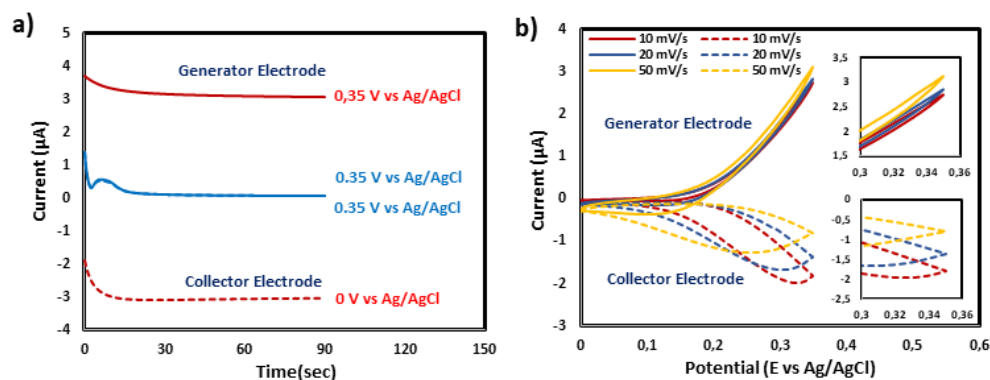 a)
Current (µA)
5
4
3
2
1
0
-1
-2
-3
-4
Generator Electrode
0,35 V vs Ag/AgCl
0.35 V vs Ag/AgCl
0.35 V vs Ag/AgCl
Collector Electrode
0 V vs Ag/AgCl
0 30 60 90 120 150
Time(sec)
b)
Current (µA)
4
3
2
1
0
-1
-2
-3
10 mV/s 10 mV/s
20 mV/s 20 mV/s
50 mV/s 50 mV/s
Generator Electrode
Collector Electrode
3,5
3
2,5
2
1,5
0,3 0,32 0,34 0,36
0
-0,5
-1
-1,5
-2
-2,5
0,3 0,32 0,34 0,36
0 0,1 0,2 0,3 0,4 0,5 0,6
Potential (E vs Ag/AgCl)